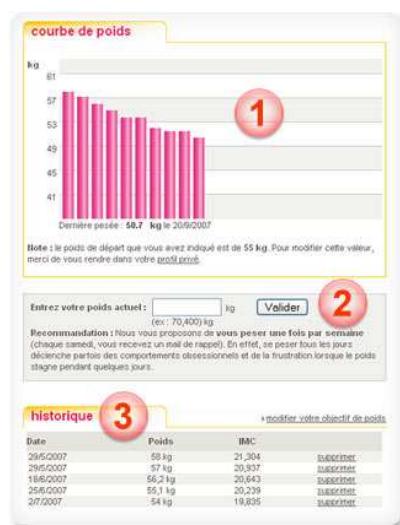 courbe de poids
kg
61
57
53
49
45
41
1
Dernière pesée : 50.7 kg le 20/9/2007
Note : le poids de départ que vous avez indiqué est de 55 kg. Pour modifier cette valeur,
merci de vous rendre dans votre profil privé.
Entrez votre poids actuel : kg Valider
2
(ex : 70,400) kg
Recommandation : Nous vous proposons de vous peser une fois par semaine
(chaque samedi, vous recevez un mail de rappel). En effet, se peser tous les jours
déclenche parfois des comportements obsessionnels et de la frustration lorsque le poids
stagne pendant quelques jours.
historique 3 modifier votre objectif de poids
Date Poids IMC
29/5/2007 58 kg 21,304 supprimer
29/5/2007 57 kg 20,937 supprimer
18/6/2007 56,2 kg 20,643 supprimer
25/6/2007 55,1 kg 20,239 supprimer
2/7/2007 54 kg 19,835 supprimer